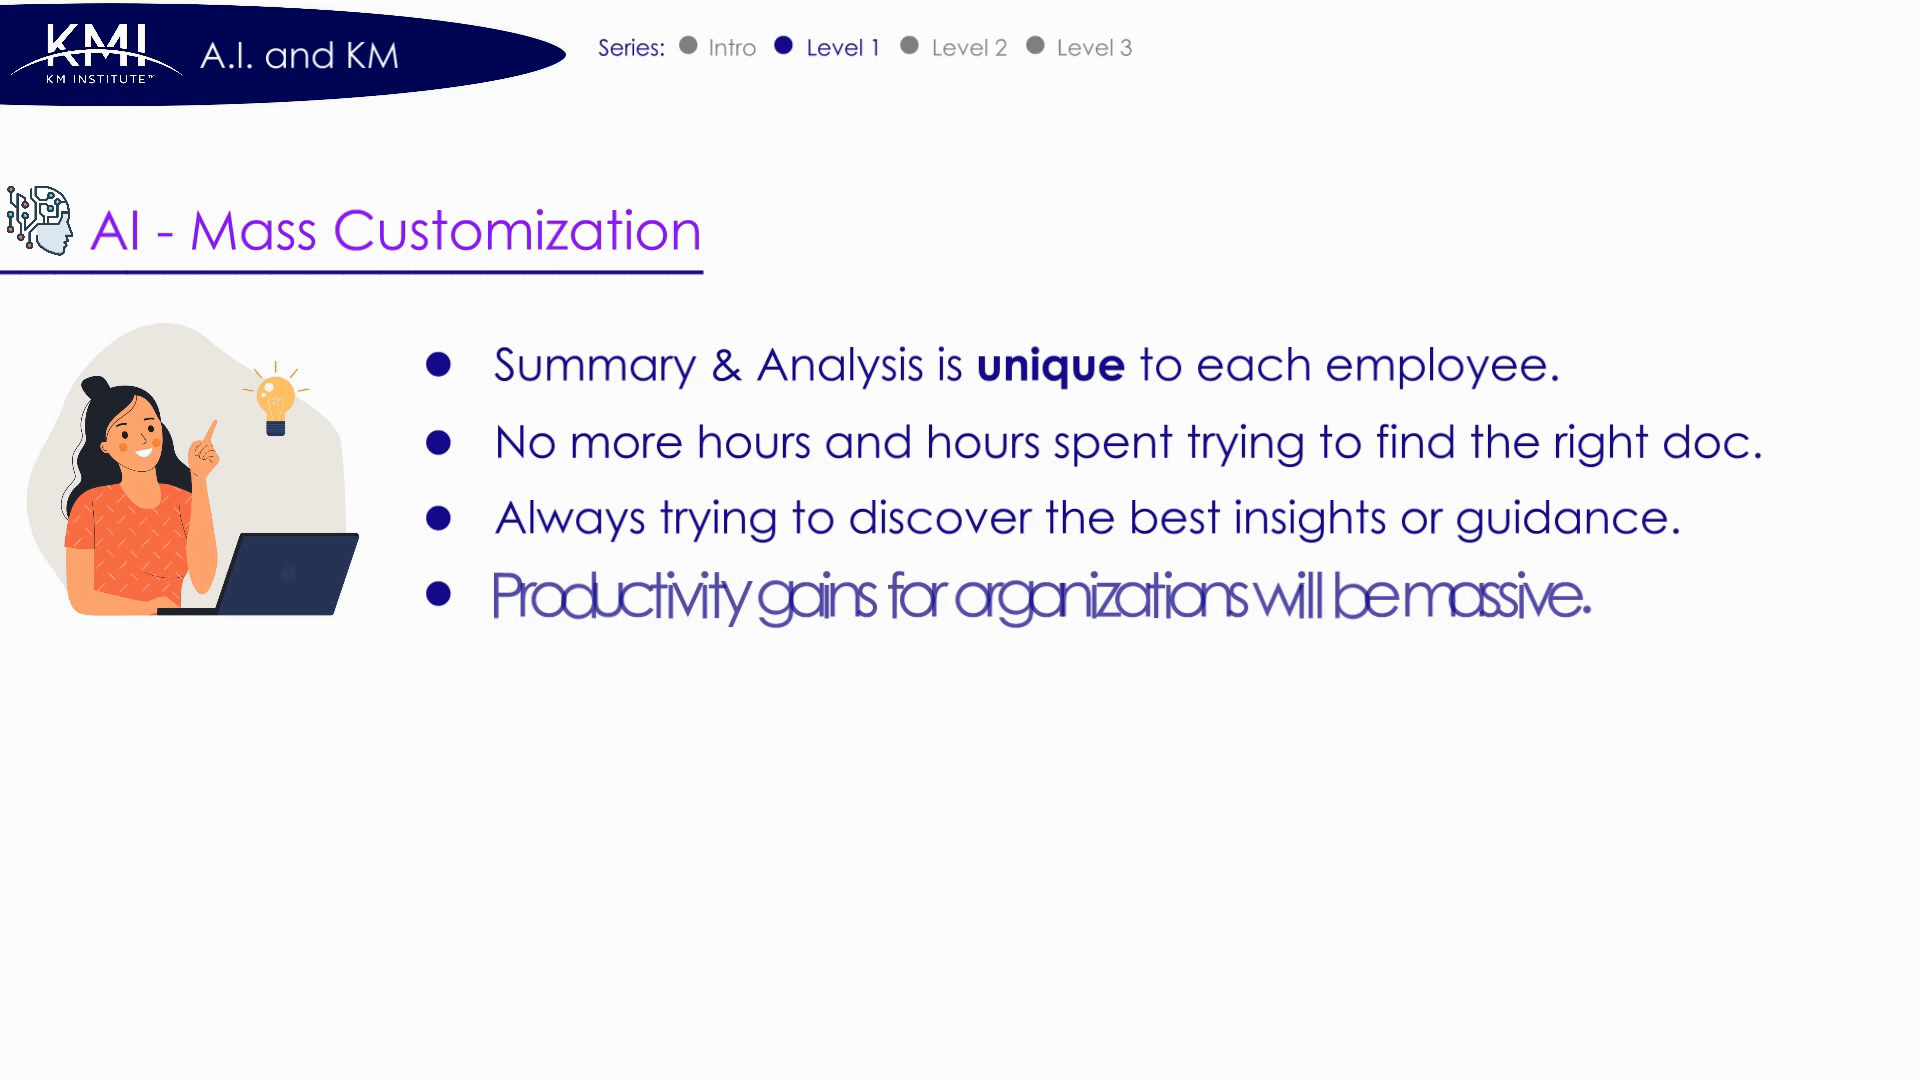 KMI
KM INSTITUTE™
A.I. and KM
Series: Intro Level 1 Level 2 Level 3
AI - Mass Customization
Summary & Analysis is unique to each employee.
No more hours and hours spent trying to find the right doc.
Always trying to discover the best insights or guidance.
Productivity gains for organizations will be massive.